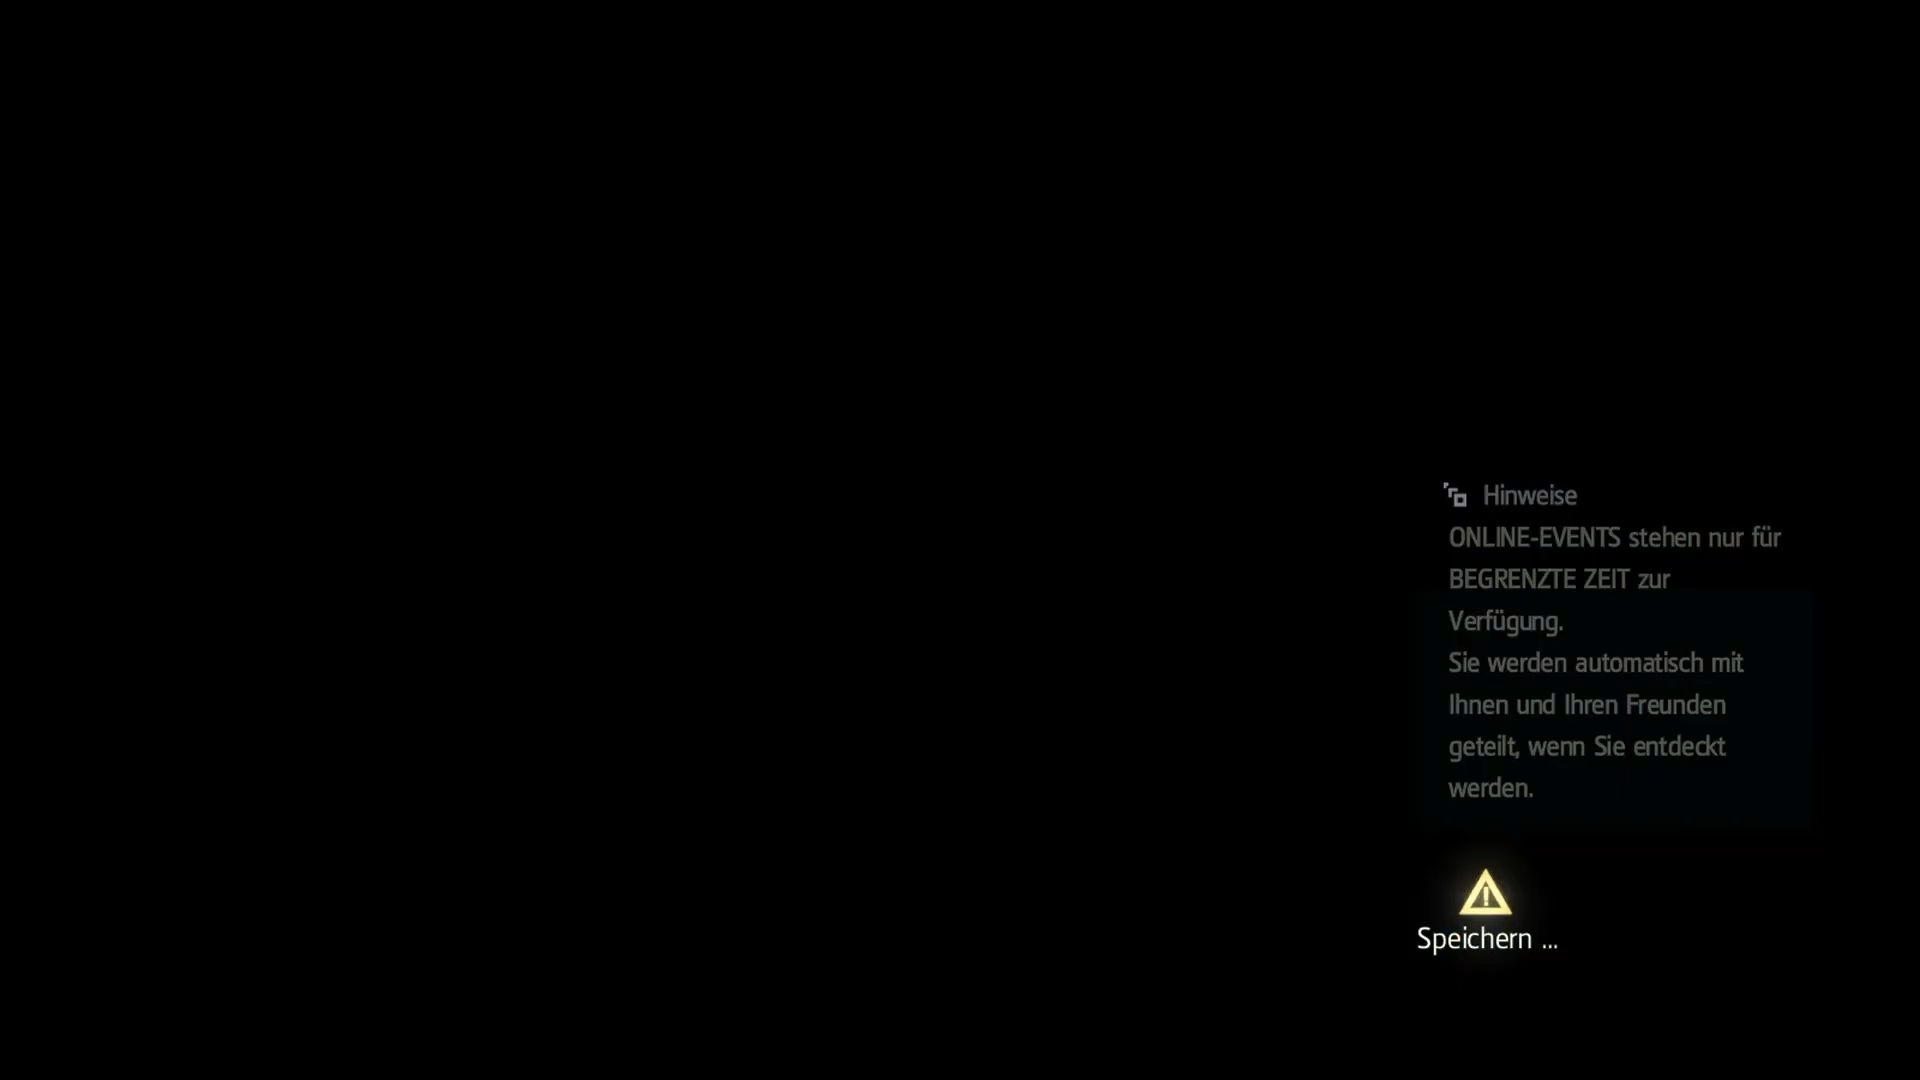 Hinweise
ONLINE-EVENTS stehen nur für
BEGRENZTE ZEIT zur
Verfügung.
Sie werden automatisch mit
Ihnen und Ihren Freunden
geteilt, wenn Sie entdeckt
werden.
Speichern ...